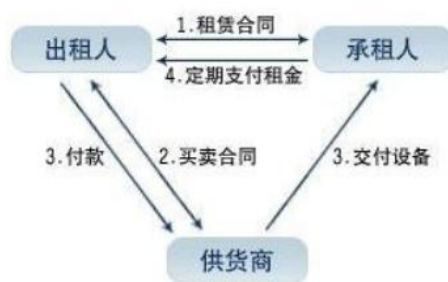 1.租赁合同
出租人
承租人
4.定期支付租金
3.付款
2.买卖合同
3.交付设备
供货商